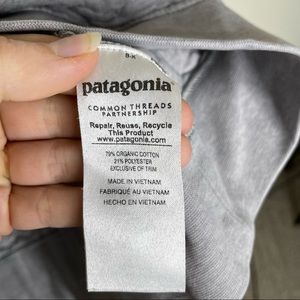 8-R
patagonia®
COMMON THREADS
PARTNERSHIP
Repair, Reuse, Recycle
This Product
www.patagonia.com
79% ORGANIC COTTON
21% POLYESTER
EXCLUSIVE OF TRIM
MADE IN VIETNAM
FABRIQUÉ AU VIETNAM
HECHO EN VIETNAM